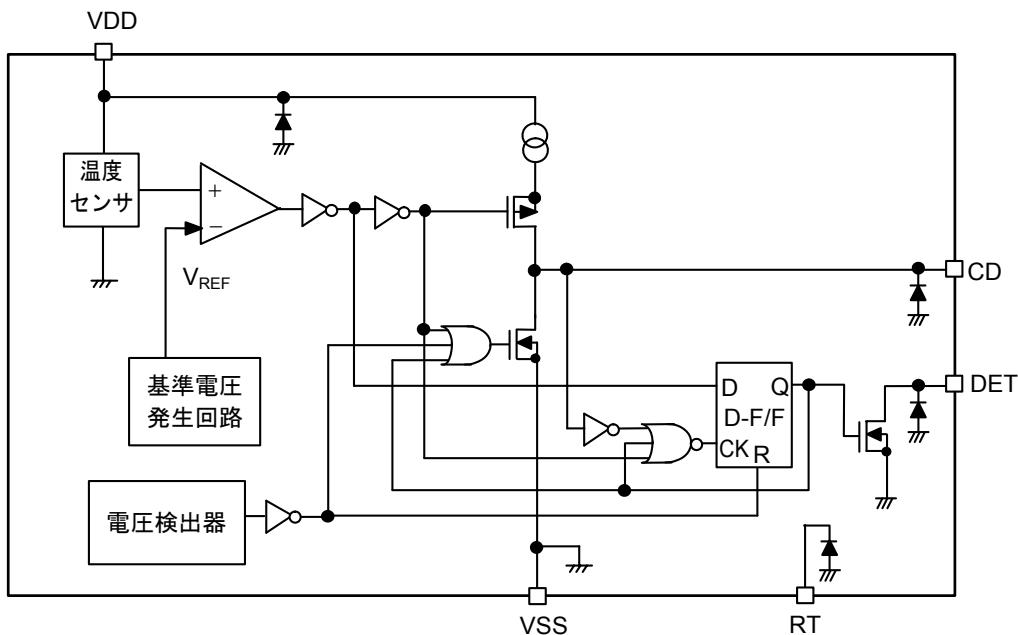 VDD
温度
センサ
+
−
V_REF
CD
基準電圧
発生回路
DET
D Q
D-F/F
CK R
電圧検出器
VSS
RT